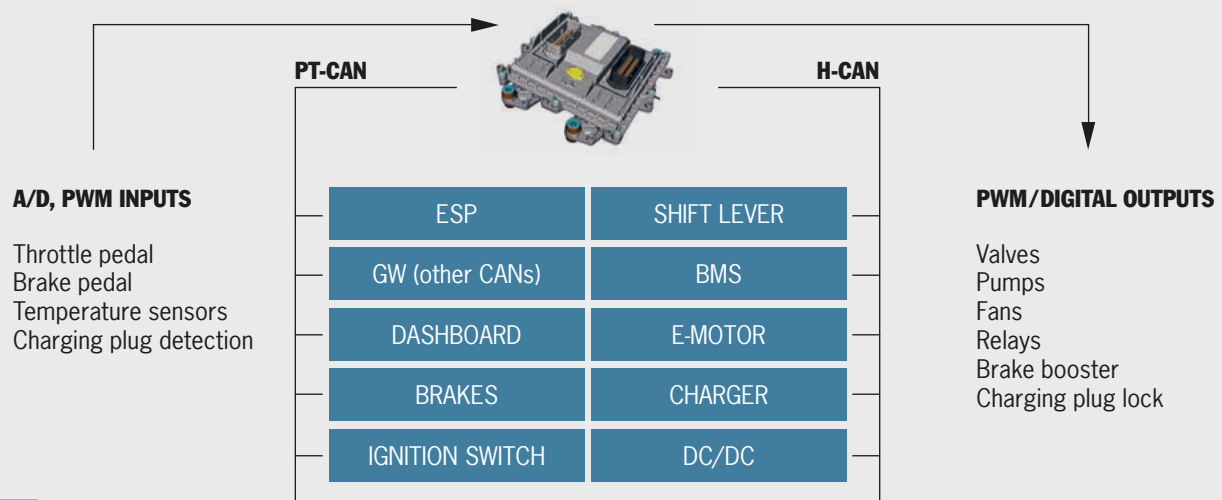 PT-CAN
H-CAN
A/D, PWM INPUTS
Throttle pedal
Brake pedal
Temperature sensors
Charging plug detection
ESP
SHIFT LEVER
GW (other CANs)
BMS
DASHBOARD
E-MOTOR
BRAKES
CHARGER
IGNITION SWITCH
DC/DC
PWM/DIGITAL OUTPUTS
Valves
Pumps
Fans
Relays
Brake booster
Charging plug lock